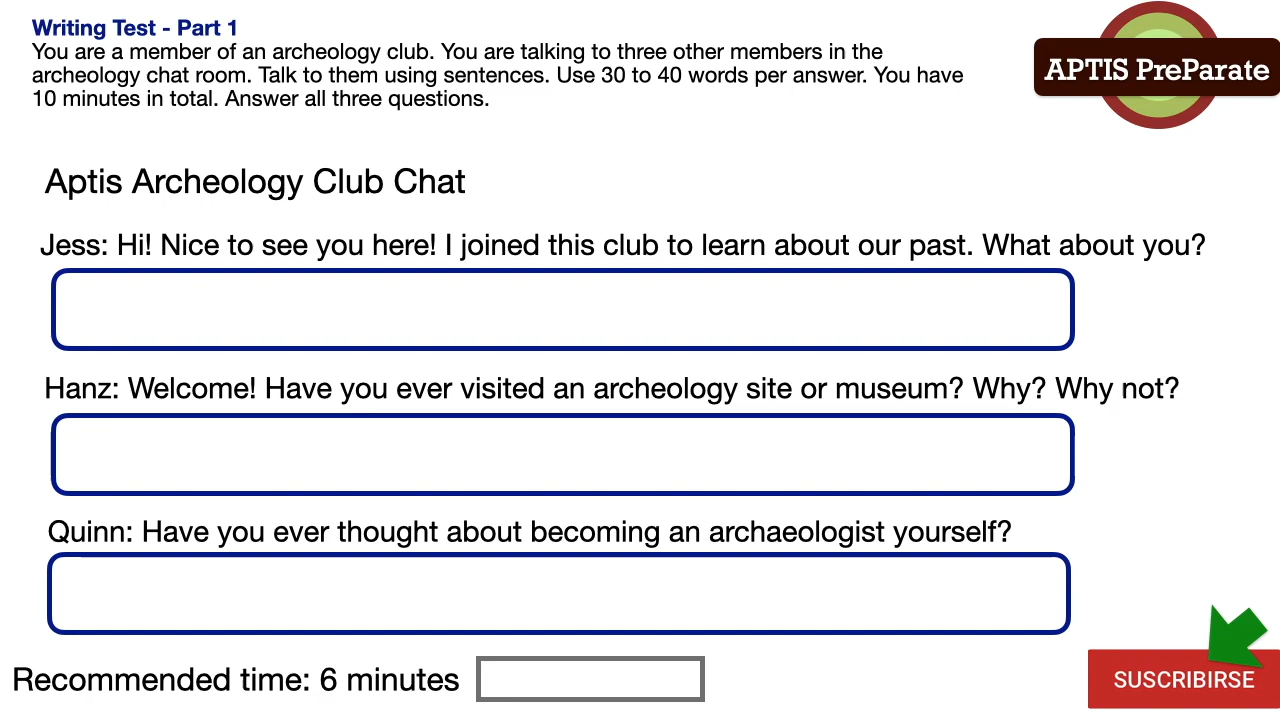 Writing Test - Part 1
You are a member of an archeology club. You are talking to three other members in the
archeology chat room. Talk to them using sentences. Use 30 to 40 words per answer. You have
10 minutes in total. Answer all three questions.
APTIS PreParate
Aptis Archeology Club Chat
Jess: Hi! Nice to see you here! I joined this club to learn about our past. What about you?
Hanz: Welcome! Have you ever visited an archeology site or museum? Why? Why not?
Quinn: Have you ever thought about becoming an archaeologist yourself?
Recommended time: 6 minutes
SUSCRIBIRSE